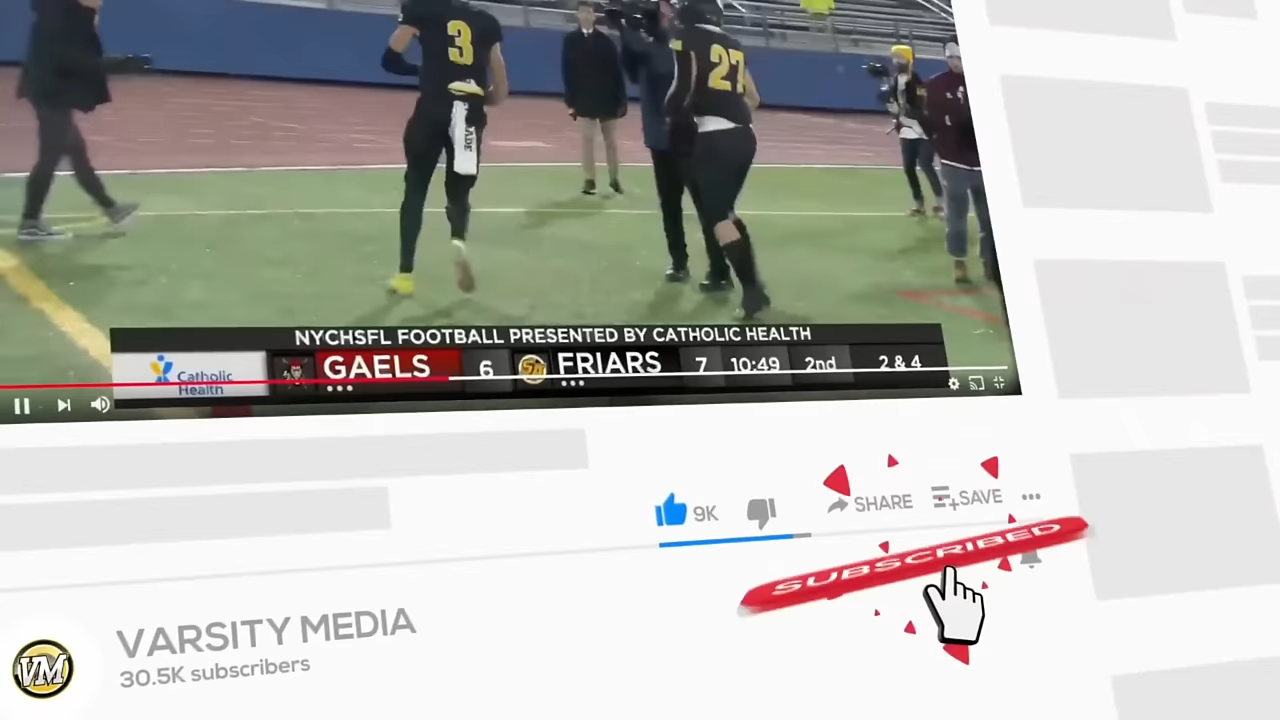 3
27
NYCHSFL FOOTBALL PRESENTED BY CATHOLIC HEALTH
Catholic Health
GAELS 6 FRIARS 7 10:49 2nd 2 & 4
9K SHARE SAVE
SUBSCRIBED
VARSITY MEDIA
30.5K subscribers
VM